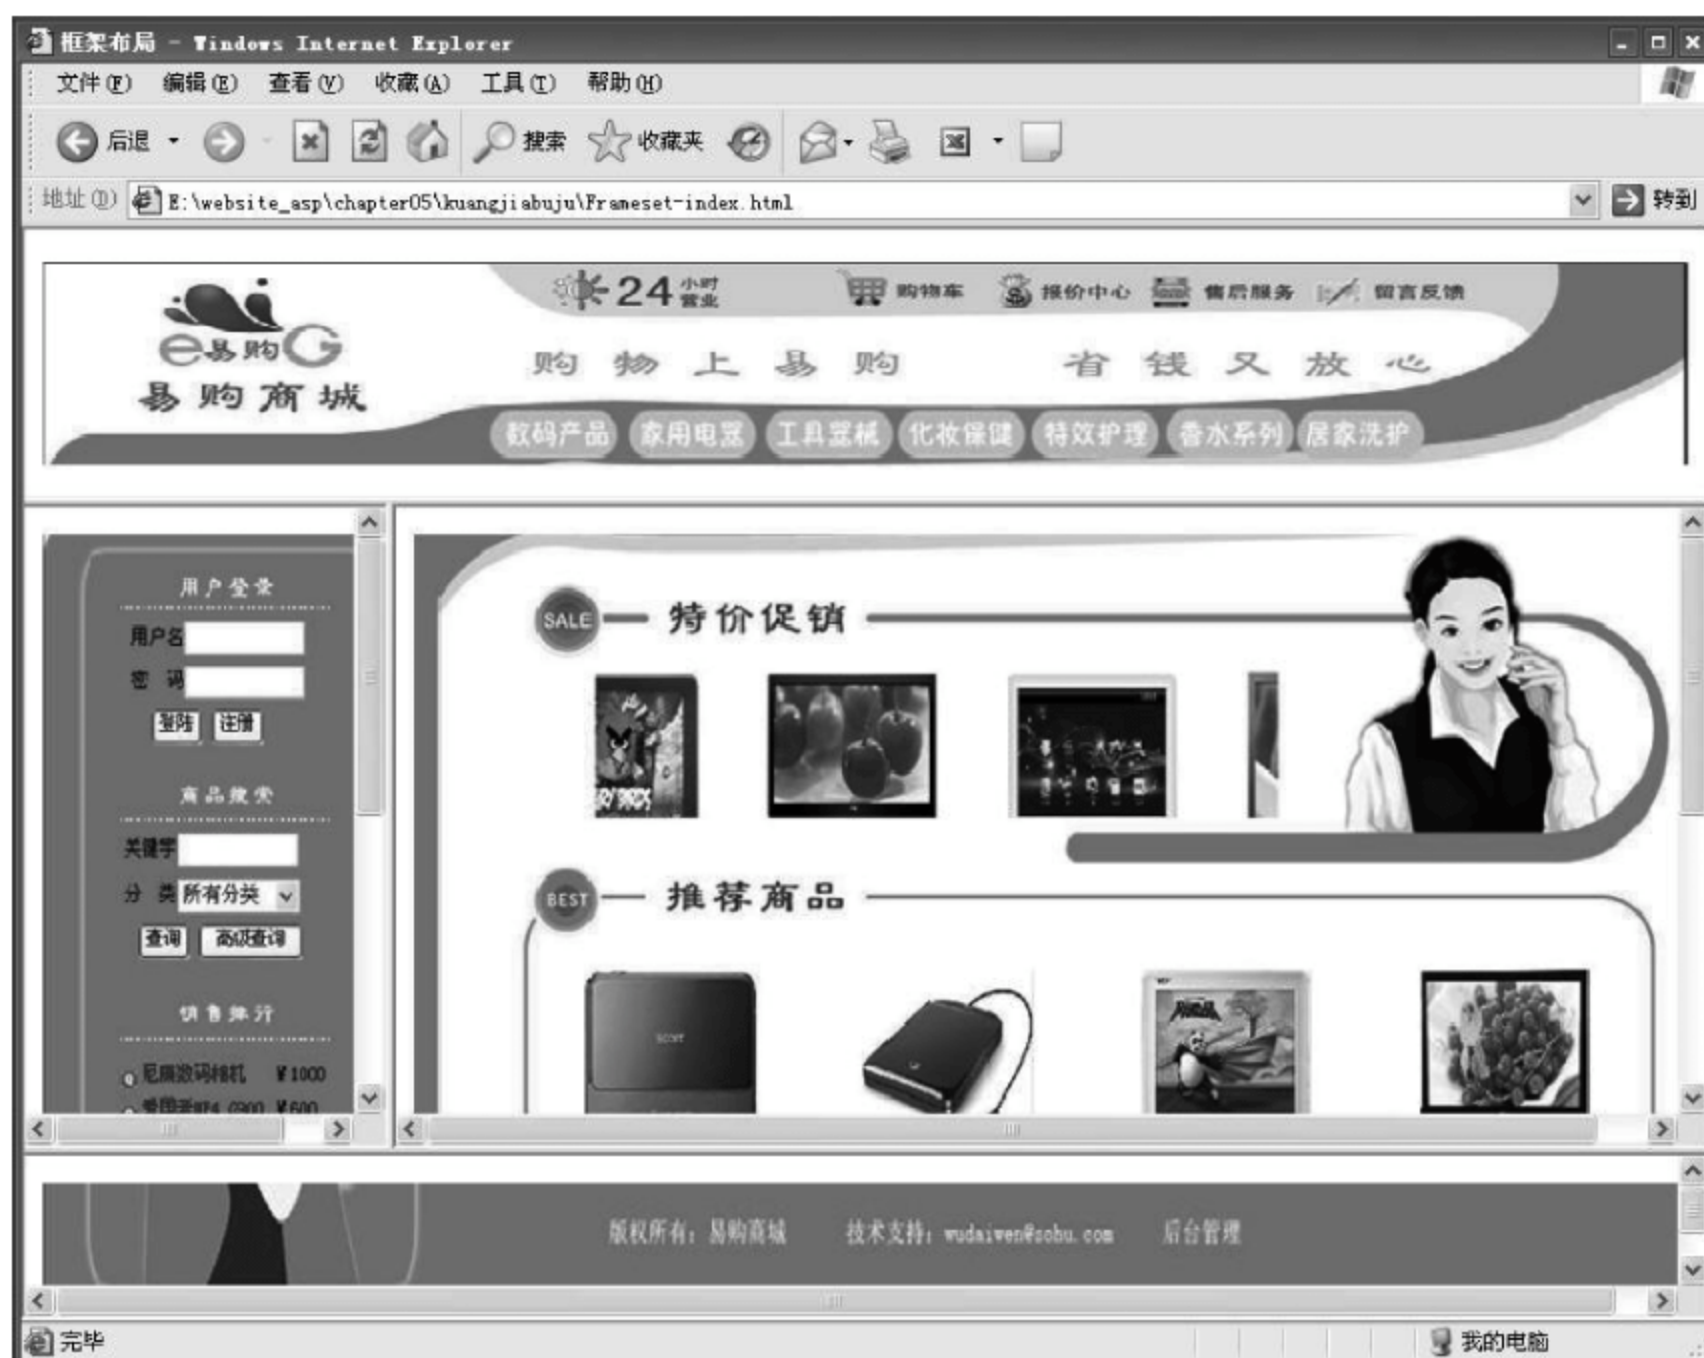 框架布局 - Windows Internet Explorer
文件(F) 编辑(E) 查看(V) 收藏(A) 工具(T) 帮助(H)
后退 搜索 收藏夹
地址(D) E:\website_asp\chapter05\kuangjiabuju\Frameset-index.html 转到
24 小时营业 购物车 报价中心 售后服务 留言反馈
e易购G
易购商城
购物上易购 省钱又放心
数码产品 家用电器 工具器械 化妆保健 特效护理 香水系列 居家洗护
用户登录
用户名
密 码
登陆 注册
商品搜索
关键字
分 类 所有分类
查询 高级查询
销售排行
尼康数码相机 ¥1000
¥600
SALE 特价促销
BEST 推荐商品
版权所有：易购商城 技术支持：wudaiwen@sohu.com 后台管理
完毕 我的电脑